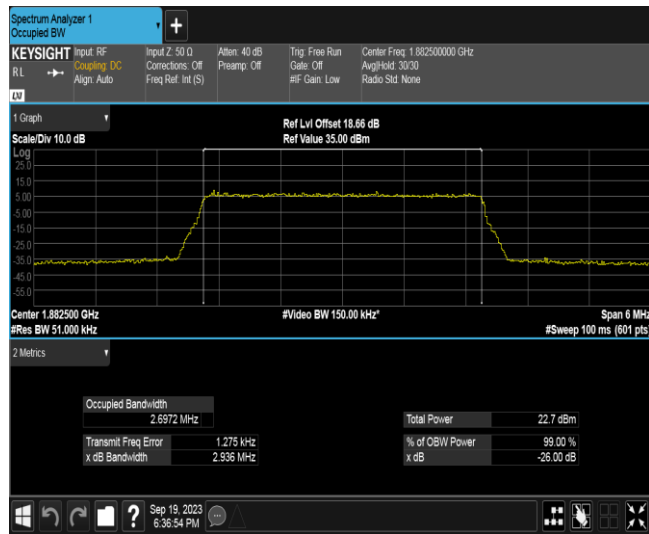 Spectrum Analyzer 1
Occupied BW
+
KEYSIGHT
RL
LXI
Input: RF
Coupling: DC
Align: Auto
Input Z: 50 Ω
Corrections: Off
Freq Ref: Int (S)
Atten: 40 dB
Preamp: Off
Trig: Free Run
Gate: Off
#IF Gain: Low
Center Freq: 1.882500000 GHz
Avg|Hold: 30/30
Radio Std: None
1 Graph
Scale/Div 10.0 dB
Ref Lvl Offset 18.66 dB
Ref Value 35.00 dBm
Log
25.0
15.0
5.00
-5.00
-15.0
-25.0
-35.0
-45.0
-55.0
Center 1.882500 GHz
#Video BW 150.00 kHz*
Span 6 MHz
#Res BW 51.000 kHz
#Sweep 100 ms (601 pts)
2 Metrics
Occupied Bandwidth
2.6972 MHz
Total Power 22.7 dBm
Transmit Freq Error 1.275 kHz
% of OBW Power 99.00 %
x dB Bandwidth 2.936 MHz
x dB -26.00 dB
?
Sep 19, 2023
6:36:54 PM